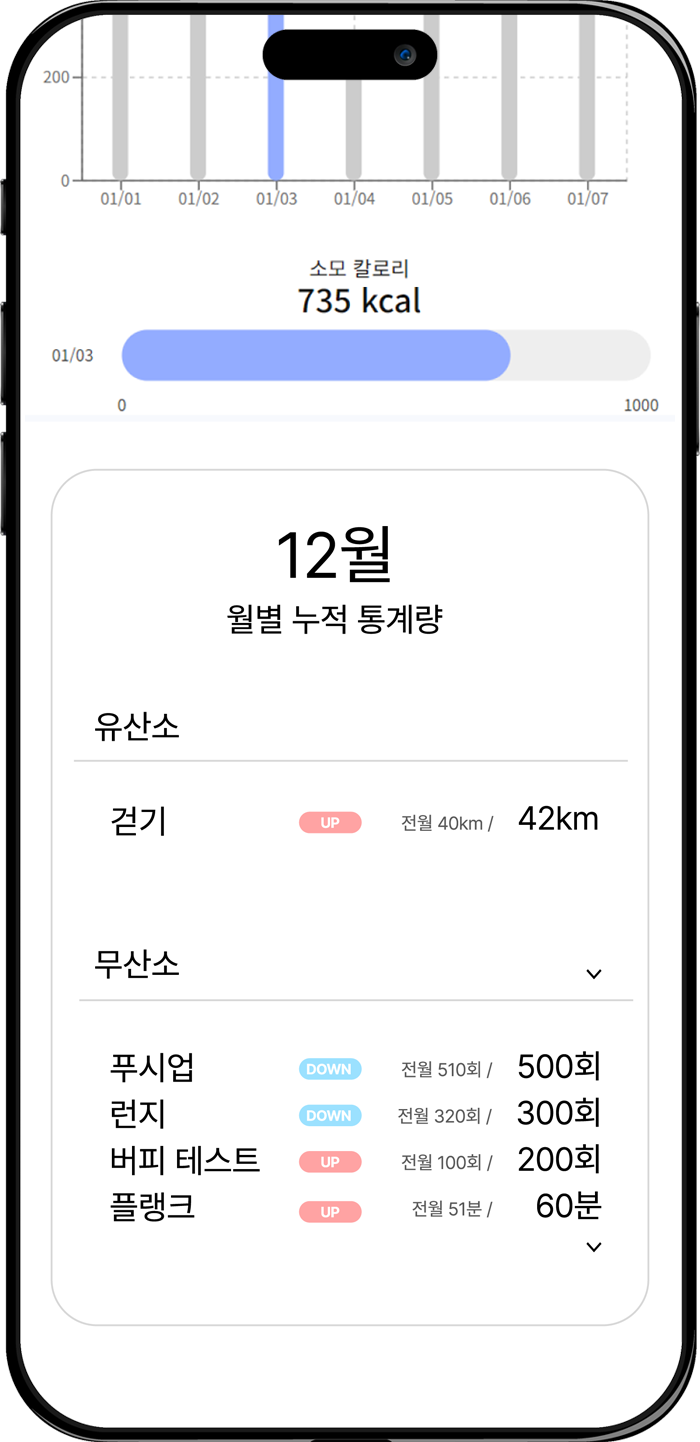 200
0
01/01 01/02 01/03 01/04 01/05 01/06 01/07
소모 칼로리
735 kcal
01/03
0 1000
12월
월별 누적 통계량
유산소
걷기 UP 전월 40km / 42km
무산소
푸시업 DOWN 전월 510회 / 500회
런지 DOWN 전월 320회 / 300회
버피 테스트 UP 전월 100회 / 200회
플랭크 UP 전월 51분 / 60분